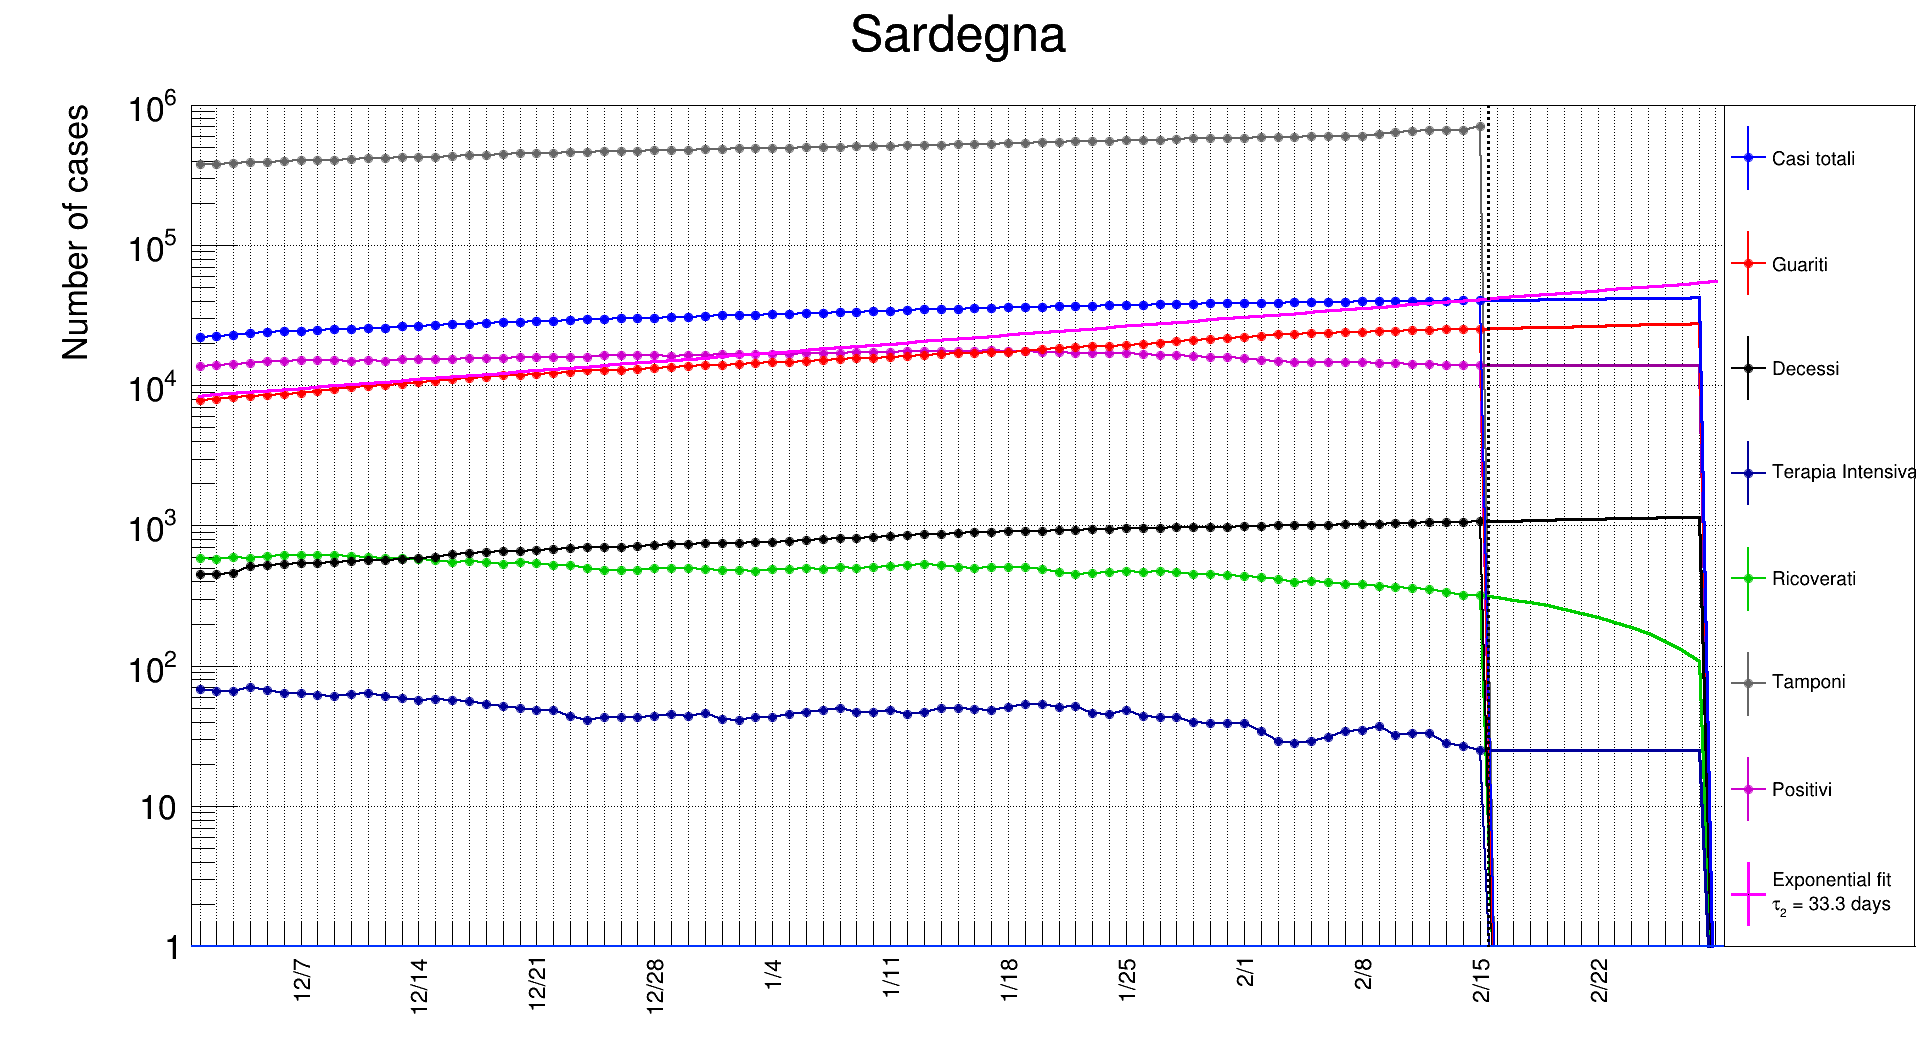 Sardegna
Number of cases
10^6
10^5
10^4
10^3
10^2
10
1
12/7
12/14
12/21
12/28
1/4
1/11
1/18
1/25
2/1
2/8
2/15
2/22
Casi totali
Guariti
Decessi
Terapia Intensiva
Ricoverati
Tamponi
Positivi
Exponential fit
τ_2 = 33.3 days